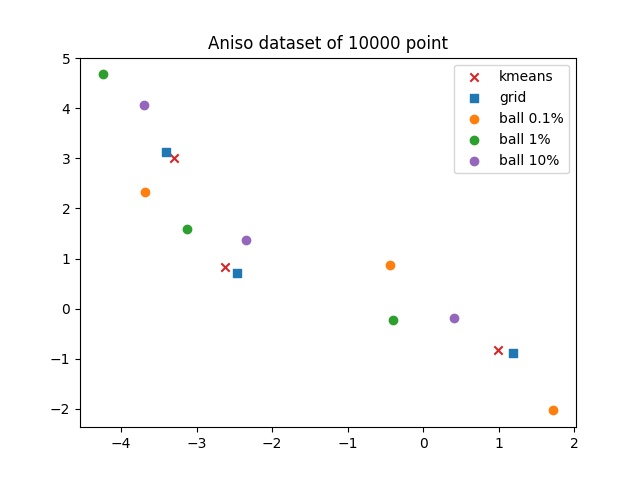 Aniso dataset of 10000 point
kmeans
grid
ball 0.1%
ball 1%
ball 10%
5
4
3
2
1
0
−1
−2
−4 −3 −2 −1 0 1 2